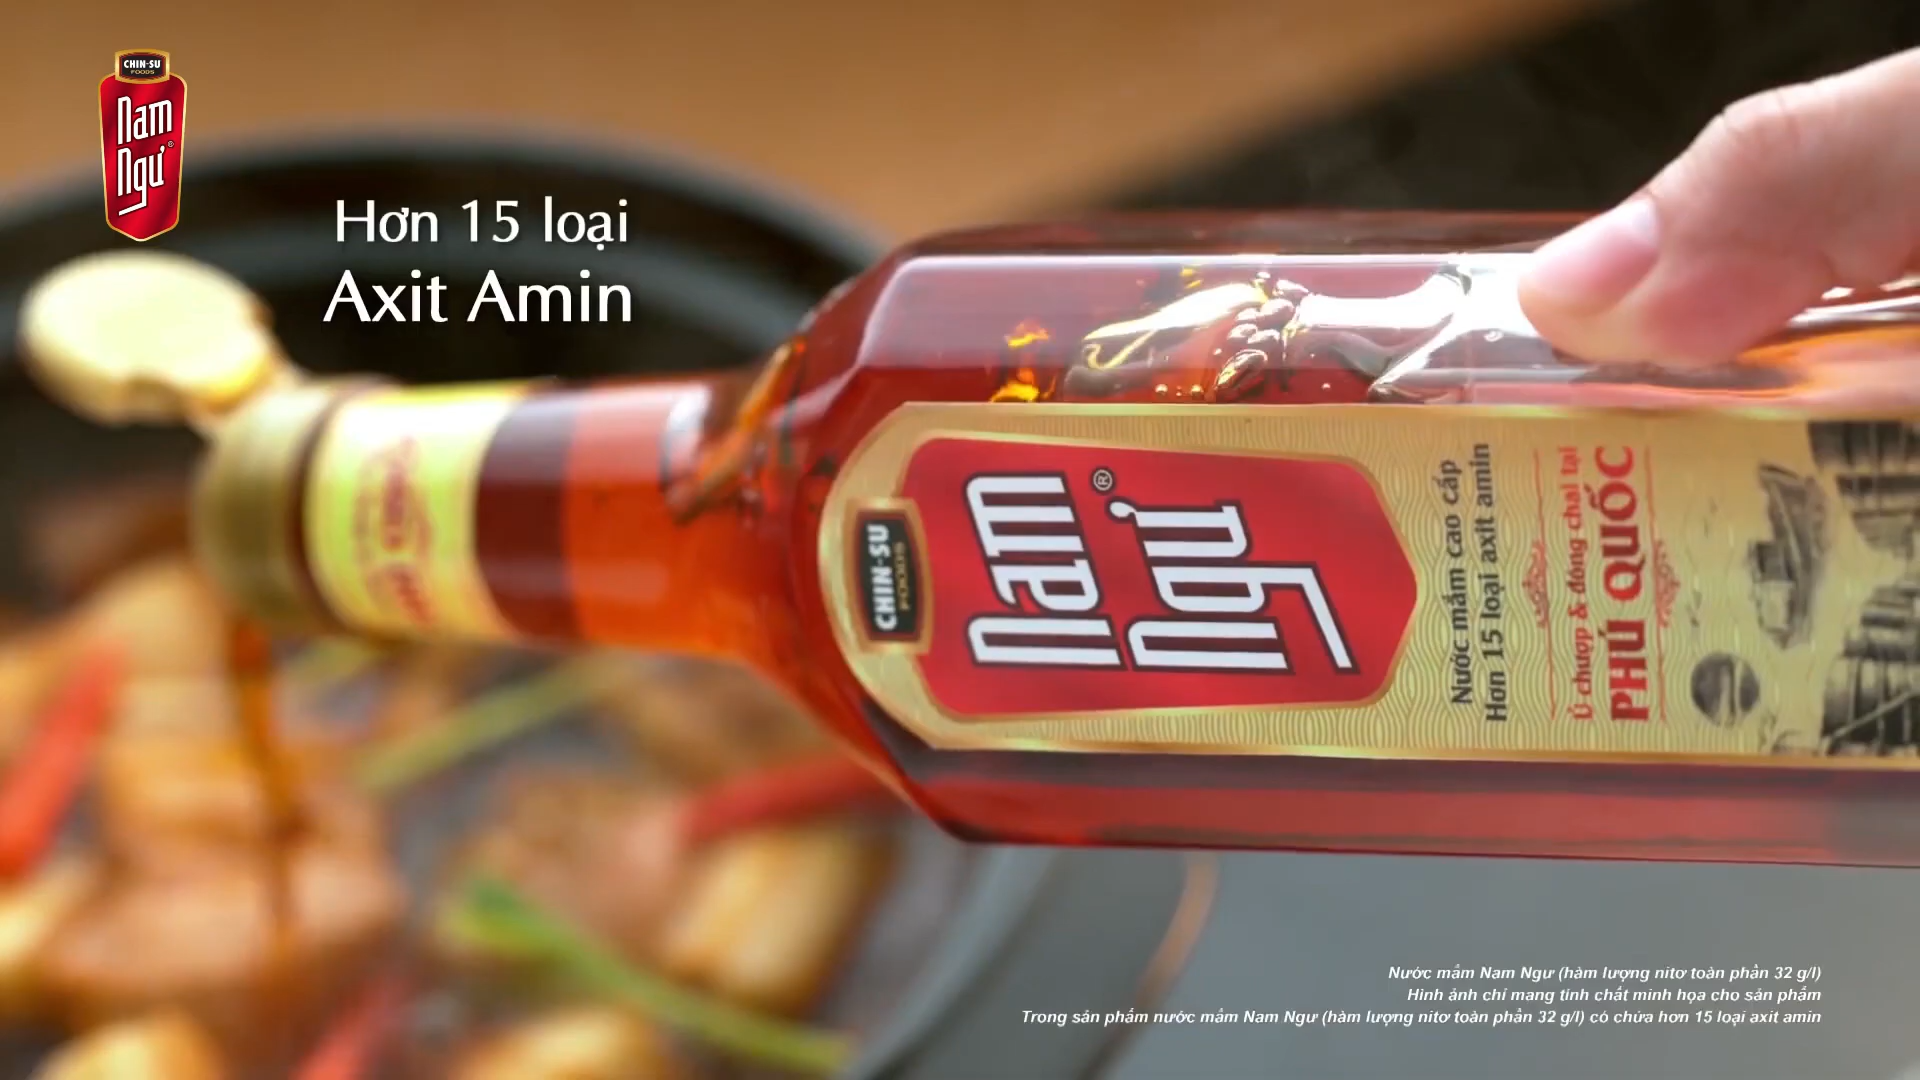 CHIN-SU
FOODS
Nam
Ngư®
Hơn 15 loại
Axit Amin
CHIN-SU
FOODS
Nam
Ngư®
Nước mắm cao cấp
Hơn 15 loại axit amin
Ủ chượp & đóng chai tại
PHÚ QUỐC
Nước mắm Nam Ngư (hàm lượng nitơ toàn phần 32 g/l)
Hình ảnh chỉ mang tính chất minh họa cho sản phẩm
Trong sản phẩm nước mắm Nam Ngư (hàm lượng nitơ toàn phần 32 g/l) có chứa hơn 15 loại axit amin